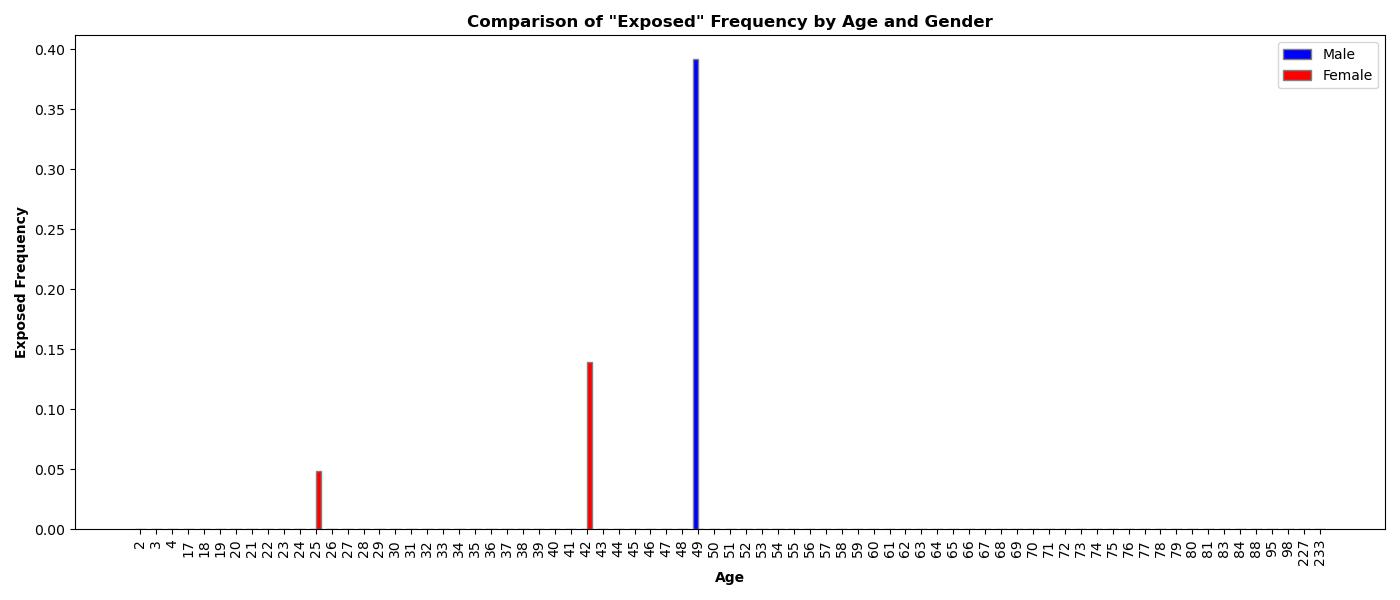 Comparison of "Exposed" Frequency by Age and Gender
Male
Female
Exposed Frequency
0.40
0.35
0.30
0.25
0.20
0.15
0.10
0.05
0.00
2 3 4 17 18 19 20 21 22 23 24 25 26 27 28 29 30 31 32 33 34 35 36 37 38 39 40 41 42 43 44 45 46 47 48 49 50 51 52 53 54 55 56 57 58 59 60 61 62 63 64 65 66 67 68 69 70 71 72 73 74 75 76 77 78 79 80 81 83 84 88 95 98 227 233
Age